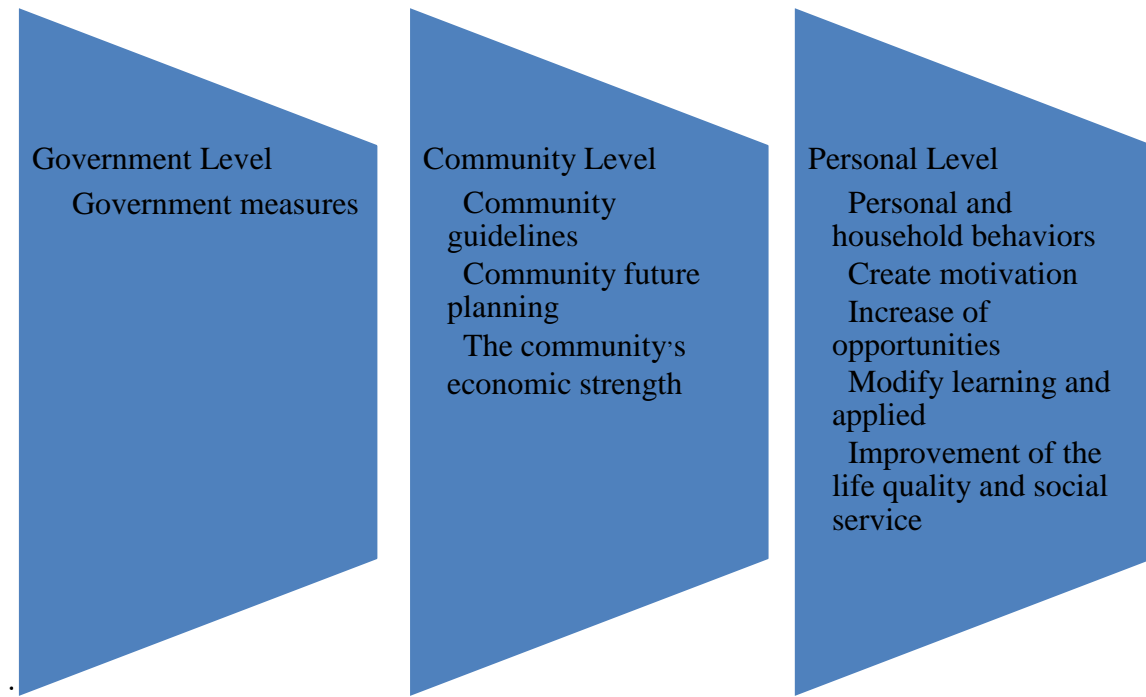 Government Level
Government measures
Community Level
Community
guidelines
Community future
planning
The community's
economic strength
Personal Level
Personal and
household behaviors
Create motivation
Increase of
opportunities
Modify learning and
applied
Improvement of the
life quality and social
service
.